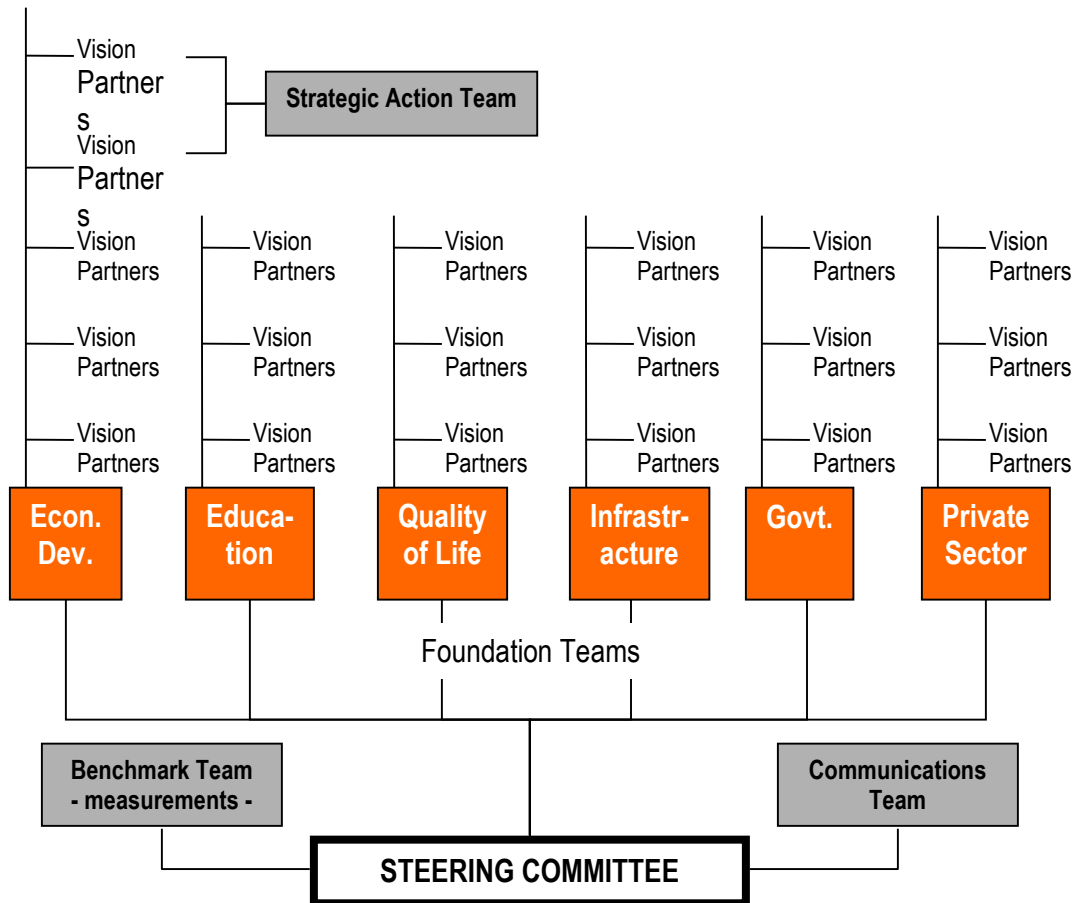 Vision
Partner
s
Vision
Partner
s
Strategic Action Team
Vision
Partners
Vision
Partners
Vision
Partners
Vision
Partners
Vision
Partners
Vision
Partners
Vision
Partners
Vision
Partners
Vision
Partners
Vision
Partners
Vision
Partners
Vision
Partners
Vision
Partners
Vision
Partners
Vision
Partners
Vision
Partners
Vision
Partners
Vision
Partners
Econ.
Dev.
Educa-
tion
Quality
of Life
Infrastr-
acture
Govt.
Private
Sector
Foundation Teams
Benchmark Team
- measurements -
Communications
Team
STEERING COMMITTEE